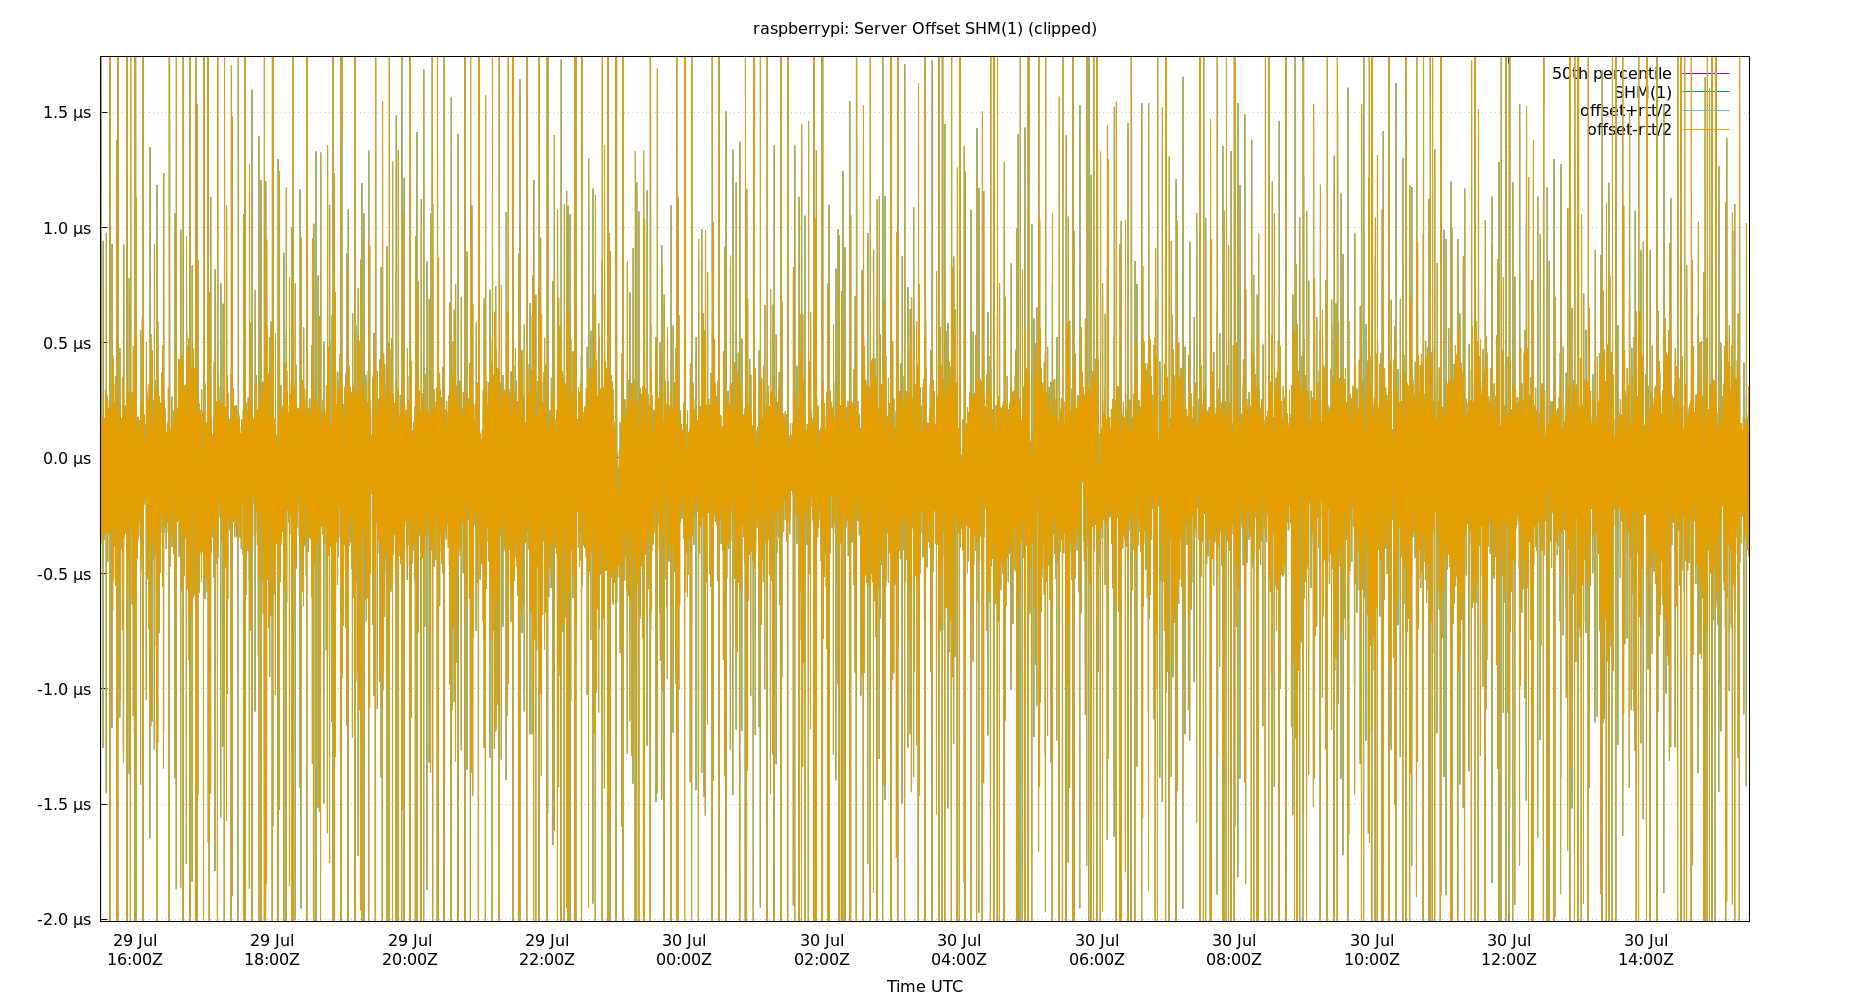 raspberrypi: Server Offset SHM(1) (clipped)
50th percentile
SHM(1)
offset+rtt/2
offset-rtt/2
1.5 µs
1.0 µs
0.5 µs
0.0 µs
-0.5 µs
-1.0 µs
-1.5 µs
-2.0 µs
29 Jul 29 Jul 29 Jul 29 Jul 30 Jul 30 Jul 30 Jul 30 Jul 30 Jul 30 Jul 30 Jul 30 Jul
16:00Z 18:00Z 20:00Z 22:00Z 00:00Z 02:00Z 04:00Z 06:00Z 08:00Z 10:00Z 12:00Z 14:00Z
Time UTC